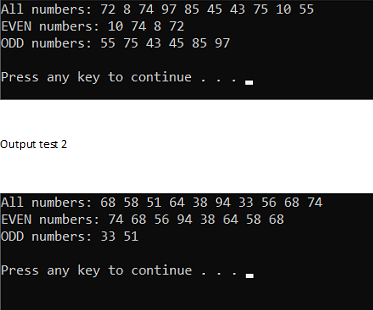 All numbers: 72 8 74 97 85 45 43 75 10 55
EVEN numbers: 10 74 8 72
ODD numbers: 55 75 43 45 85 97
Press any key to continue . . .
Output test 2
All numbers: 68 58 51 64 38 94 33 56 68 74
EVEN numbers: 74 68 56 94 38 64 58 68
ODD numbers: 33 51
Press any key to continue . . .